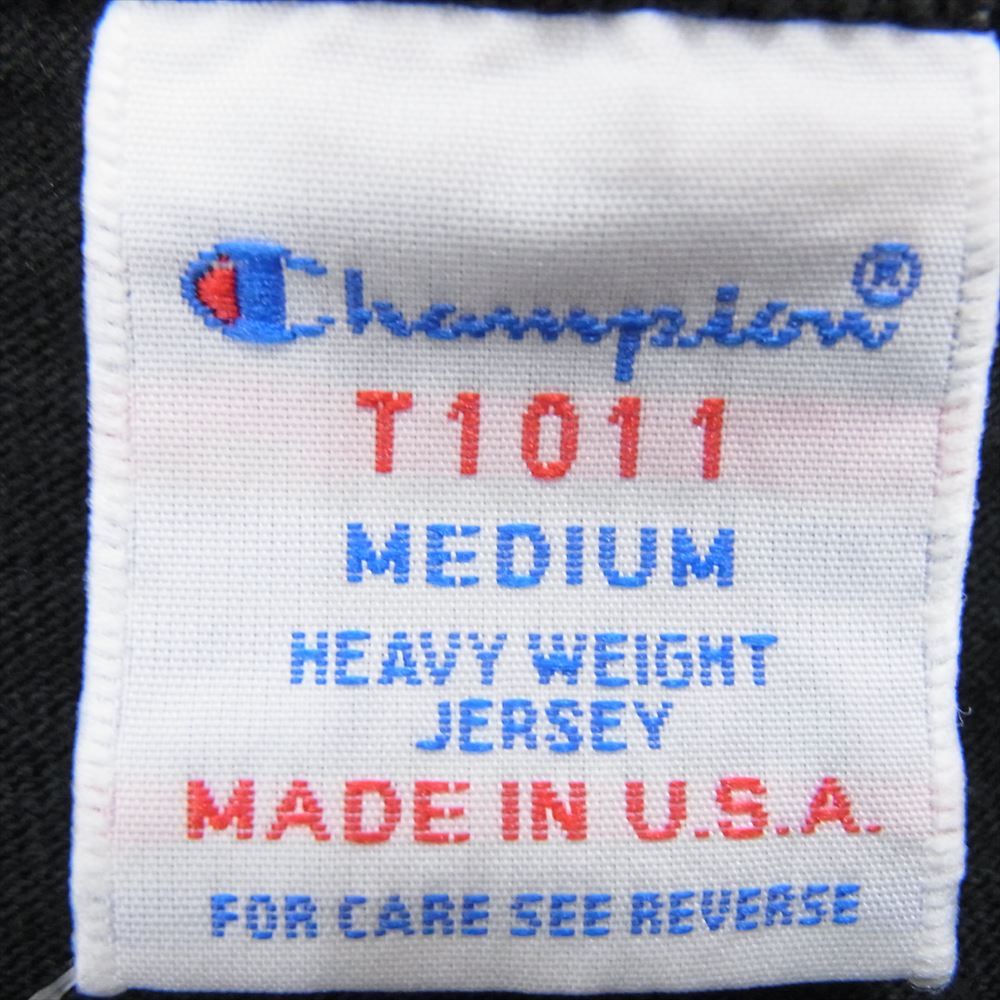 Champion®
T1011
MEDIUM
HEAVY WEIGHT
JERSEY
MADE IN U.S.A.
FOR CARE SEE REVERSE